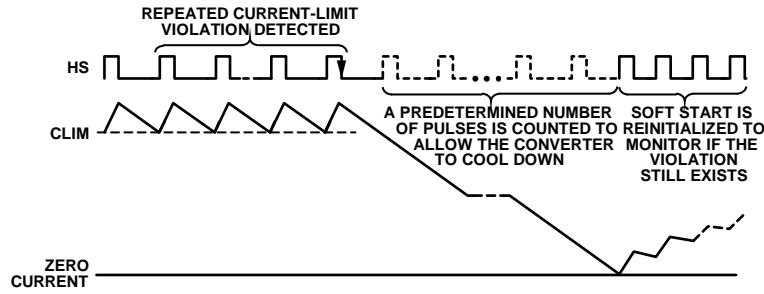 REPEATED CURRENT-LIMIT
VIOLATION DETECTED
HS
CLIM
A PREDETERMINED NUMBER
OF PULSES IS COUNTED TO
ALLOW THE CONVERTER
TO COOL DOWN
SOFT START IS
REINITIALIZED TO
MONITOR IF THE
VIOLATION
STILL EXISTS
ZERO
CURRENT